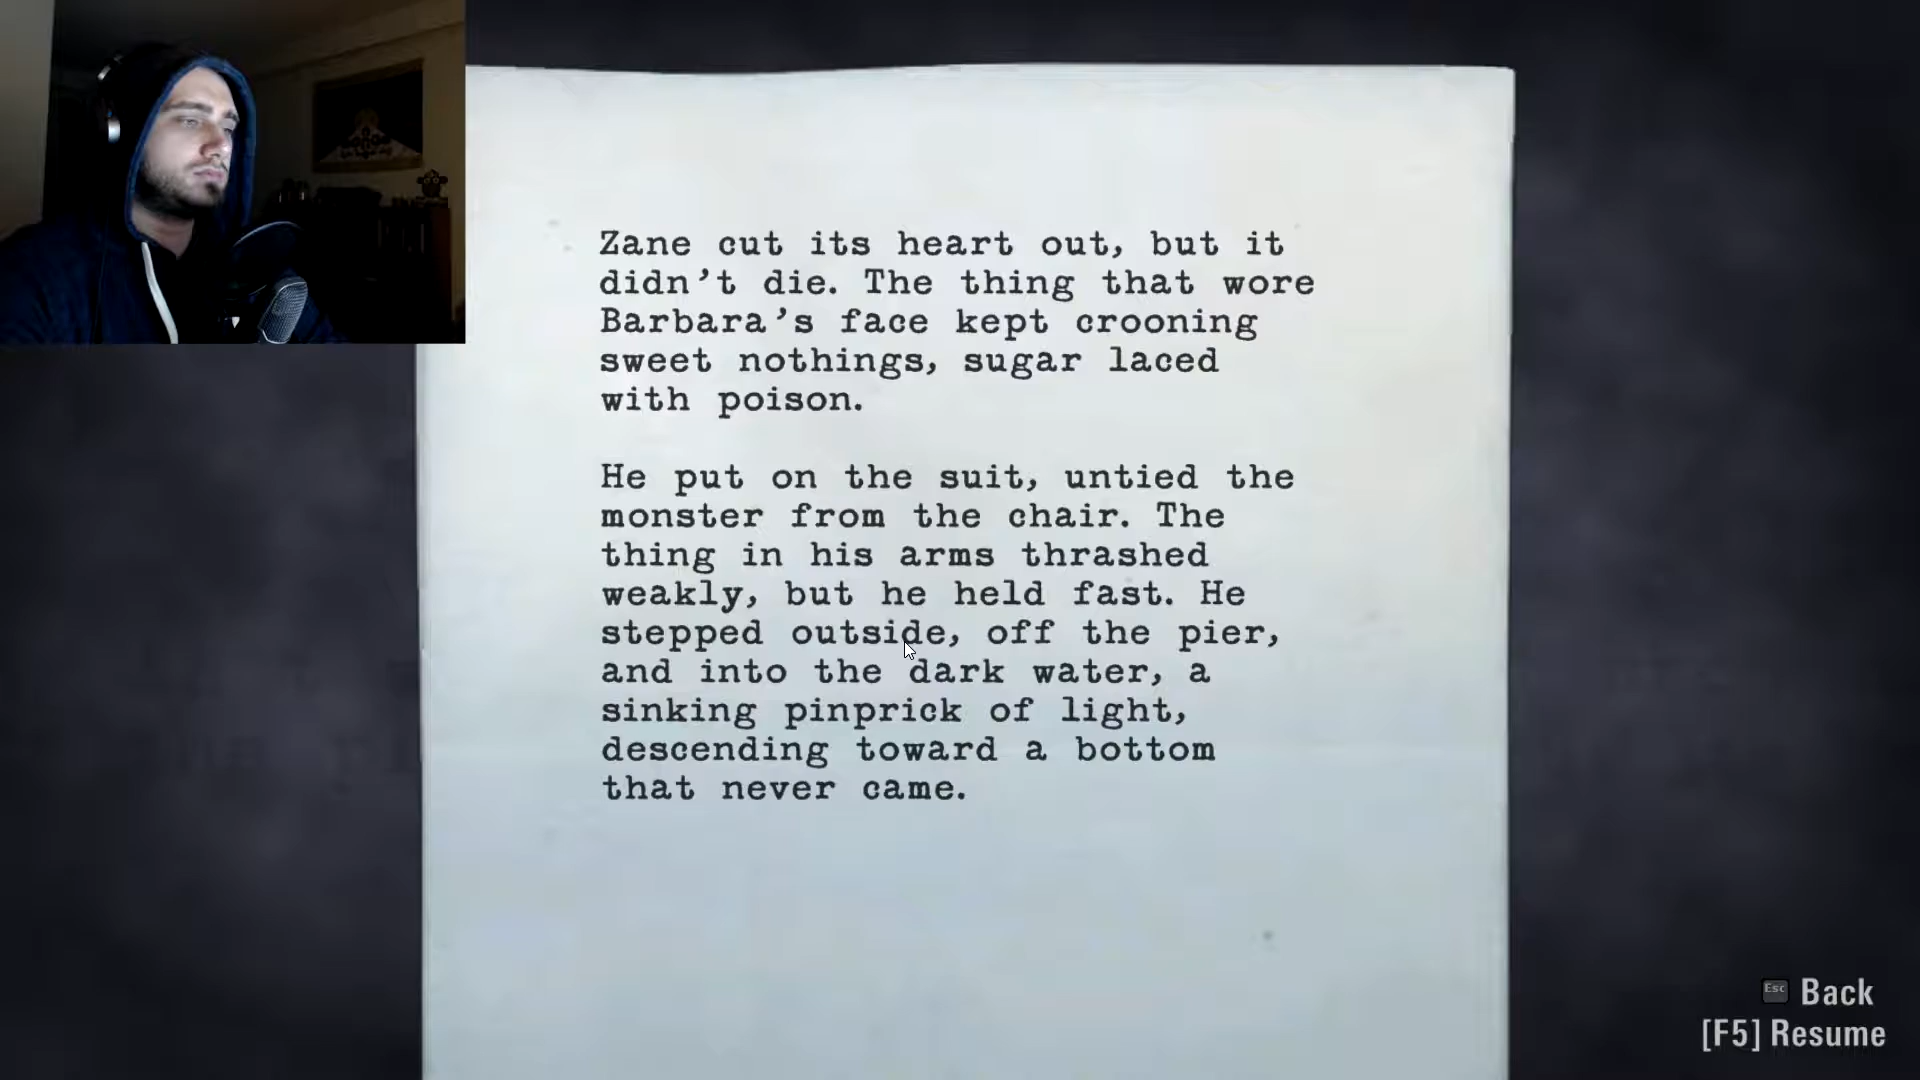 Zane cut its heart out, but it
didn't die. The thing that wore
Barbara's face kept crooning
sweet nothings, sugar laced
with poison.
He put on the suit, untied the
monster from the chair. The
thing in his arms thrashed
weakly, but he held fast. He
stepped outside, off the pier,
and into the dark water, a
sinking pinprick of light,
descending toward a bottom
that never came.
Esc Back
[F5] Resume